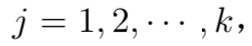 j = 1, 2, ⋯, k,